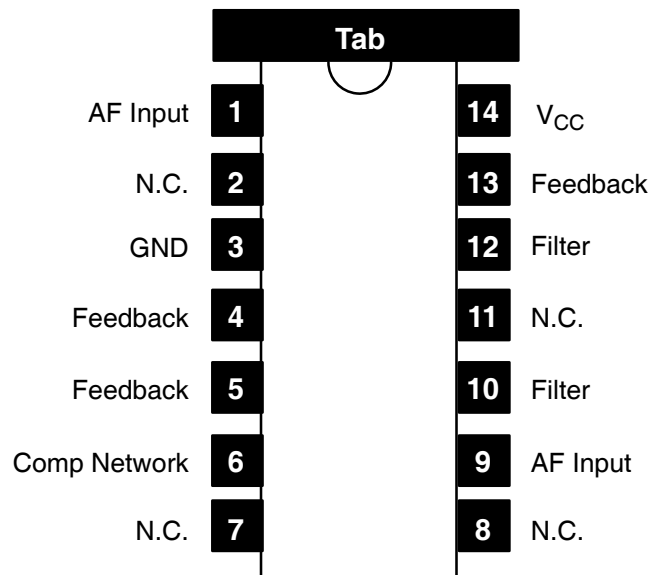 Tab
AF Input 1 14 VCC
N.C. 2 13 Feedback
GND 3 12 Filter
Feedback 4 11 N.C.
Feedback 5 10 Filter
Comp Network 6 9 AF Input
N.C. 7 8 N.C.